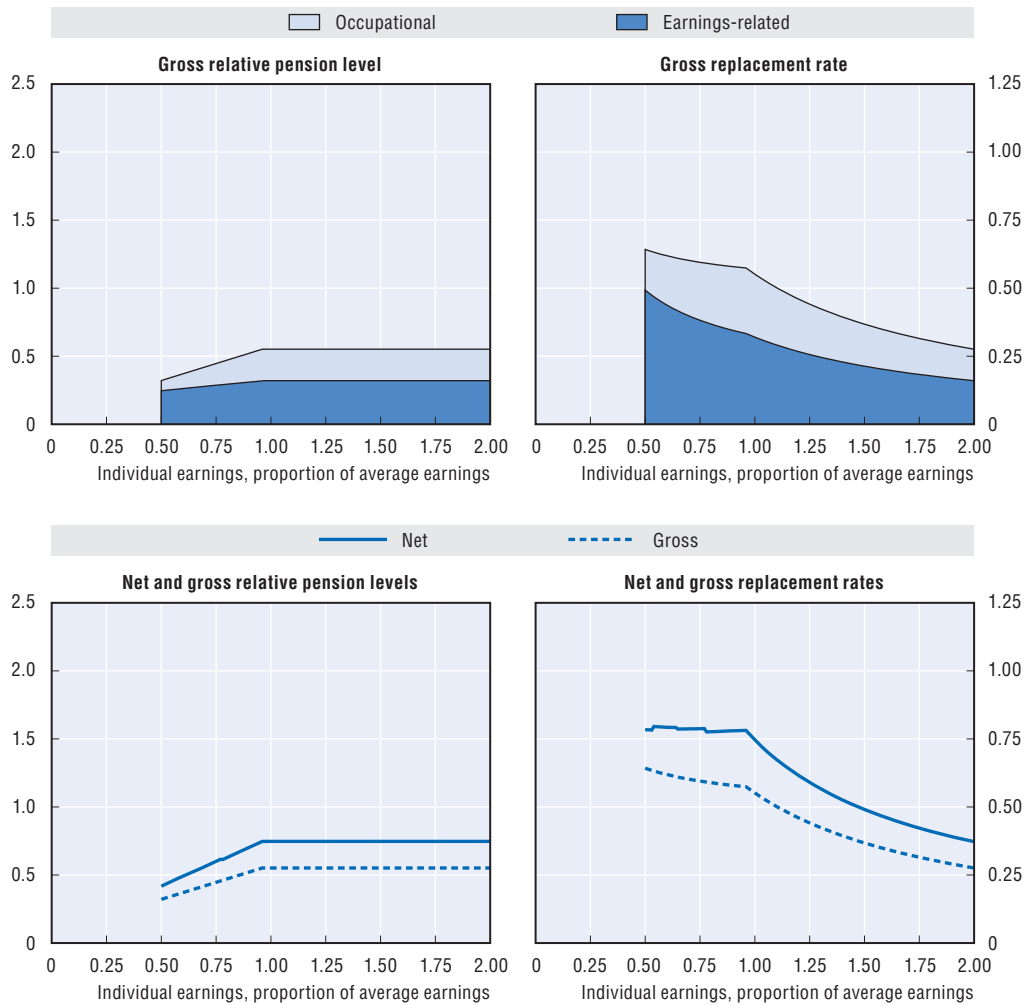 Occupational Earnings-related
Gross relative pension level
Gross replacement rate
2.5
2.0
1.5
1.0
0.5
0
1.25
1.00
0.75
0.50
0.25
0
0 0.25 0.50 0.75 1.00 1.25 1.50 1.75 2.00
0 0.25 0.50 0.75 1.00 1.25 1.50 1.75 2.00
Individual earnings, proportion of average earnings
Individual earnings, proportion of average earnings
Net Gross
Net and gross relative pension levels
Net and gross replacement rates
2.5
2.0
1.5
1.0
0.5
0
1.25
1.00
0.75
0.50
0.25
0
0 0.25 0.50 0.75 1.00 1.25 1.50 1.75 2.00
0 0.25 0.50 0.75 1.00 1.25 1.50 1.75 2.00
Individual earnings, proportion of average earnings
Individual earnings, proportion of average earnings